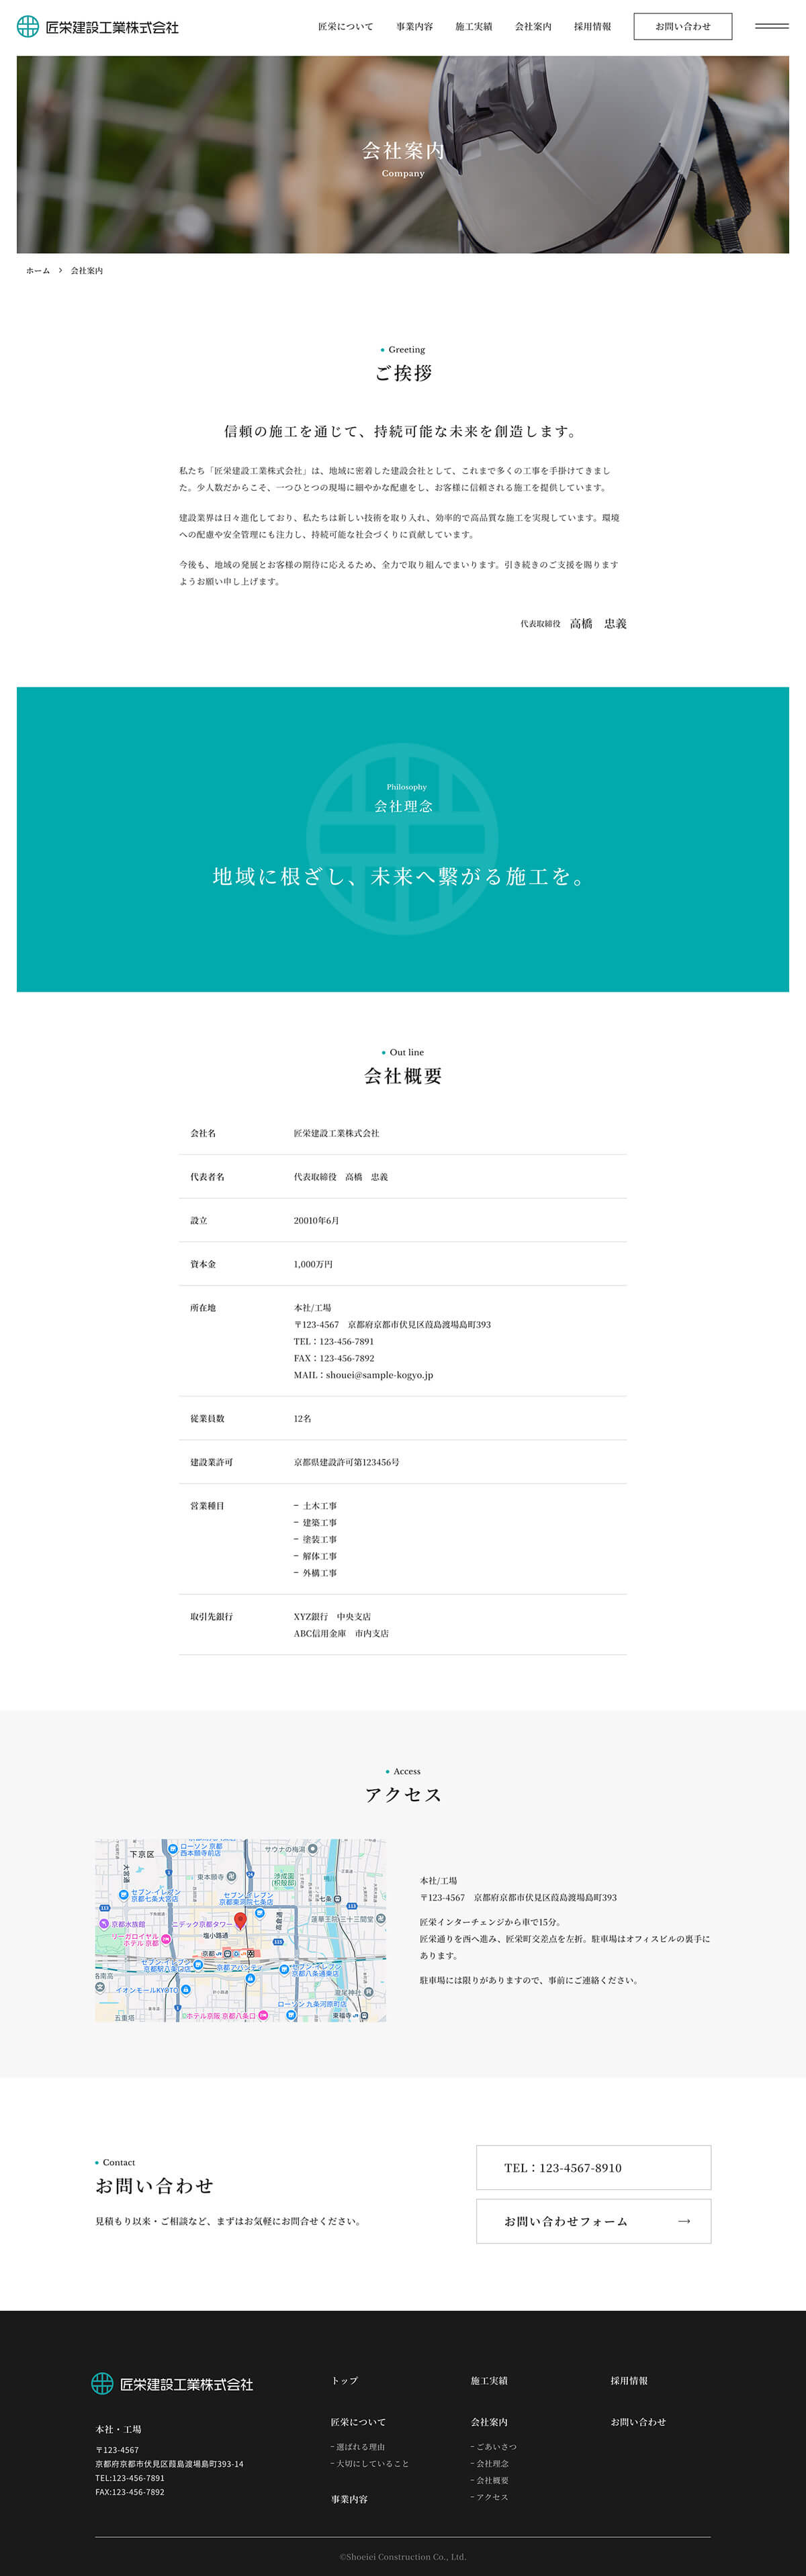 匠栄建設工業株式会社
匠栄について
事業内容
施工実績
会社案内
採用情報
お問い合わせ
会社案内
Company
ホーム > 会社案内
Greeting
ご挨拶
信頼の施工を通じて、持続可能な未来を創造します。
私たち「匠栄建設工業株式会社」は、地域に密着した建設会社として、これまで多くの工事を手掛けてきまし
た。少人数だからこそ、一つひとつの現場に細やかな配慮をし、お客様に信頼される施工を提供しています。
建設業界は日々進化しており、私たちは新しい技術を取り入れ、効率的で高品質な施工を実現しています。環境
への配慮や安全管理にも注力し、持続可能な社会づくりに貢献しています。
今後も、地域の発展とお客様の期待に応えるため、全力で取り組んでまいります。引き続きのご支援を賜ります
ようお願い申し上げます。
代表取締役 高橋　忠義
Philosophy
会社理念
地域に根ざし、未来へ繋がる施工を。
Out line
会社概要
会社名 匠栄建設工業株式会社
代表者名 代表取締役　高橋　忠義
設立 20010年6月
資本金 1,000万円
所在地 本社/工場
〒123-4567　京都府京都市伏見区葭島渡場島町393
TEL：123-456-7891
FAX：123-456-7892
MAIL：shouei@sample-kogyo.jp
従業員数 12名
建設業許可 京都県建設許可第123456号
営業種目 − 土木工事
− 建築工事
− 塗装工事
− 解体工事
− 外構工事
取引先銀行 XYZ銀行　中央支店
ABC信用金庫　市内支店
Access
アクセス
下京区
ローソン 京都
西本願寺前店
サウナの梅湯
大宮通
東本願寺
渉成園
(枳殻邸)
鴨川
セブン-イレブン
京都七条大宮店
セブン-イレブン
京都東洞院七条店
七条
京都水族館
ニデック京都タワー
蓮華王院 三十三間堂
リーガロイヤル
ホテル 京都
塩小路通
京都
セブン-イレブン
京都駅八条口店
京都アバンティ
セブン-イレブン
京都八条通東店
イオンモールKYOTO
ローソン 九条河原町店
五重塔
ホテル京阪 京都八条口
東福寺
本社/工場
〒123-4567　京都府京都市伏見区葭島渡場島町393
匠栄インターチェンジから車で15分。
匠栄通りを西へ進み、匠栄町交差点を左折。駐車場はオフィスビルの裏手に
あります。
駐車場には限りがありますので、事前にご連絡ください。
Contact
お問い合わせ
見積もり以来・ご相談など、まずはお気軽にお問合せください。
TEL：123-4567-8910
お問い合わせフォーム →
匠栄建設工業株式会社
本社・工場
〒123-4567
京都府京都市伏見区葭島渡場島町393-14
TEL:123-456-7891
FAX:123-456-7892
トップ
匠栄について
− 選ばれる理由
− 大切にしていること
事業内容
施工実績
会社案内
− ごあいさつ
− 会社理念
− 会社概要
− アクセス
採用情報
お問い合わせ
©Shoeiei Construction Co., Ltd.